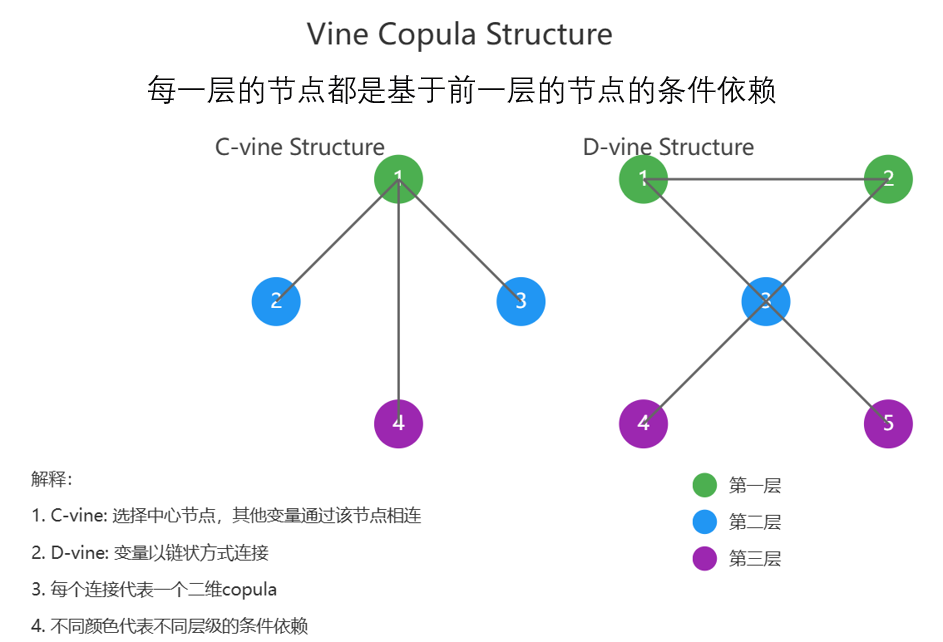 Vine Copula Structure
每一层的节点都是基于前一层的节点的条件依赖
C-vine Structure
D-vine Structure
1
1
2
2
3
3
4
4
5
解释：
1. C-vine: 选择中心节点，其他变量通过该节点相连
2. D-vine: 变量以链状方式连接
3. 每个连接代表一个二维copula
4. 不同颜色代表不同层级的条件依赖
第一层
第二层
第三层